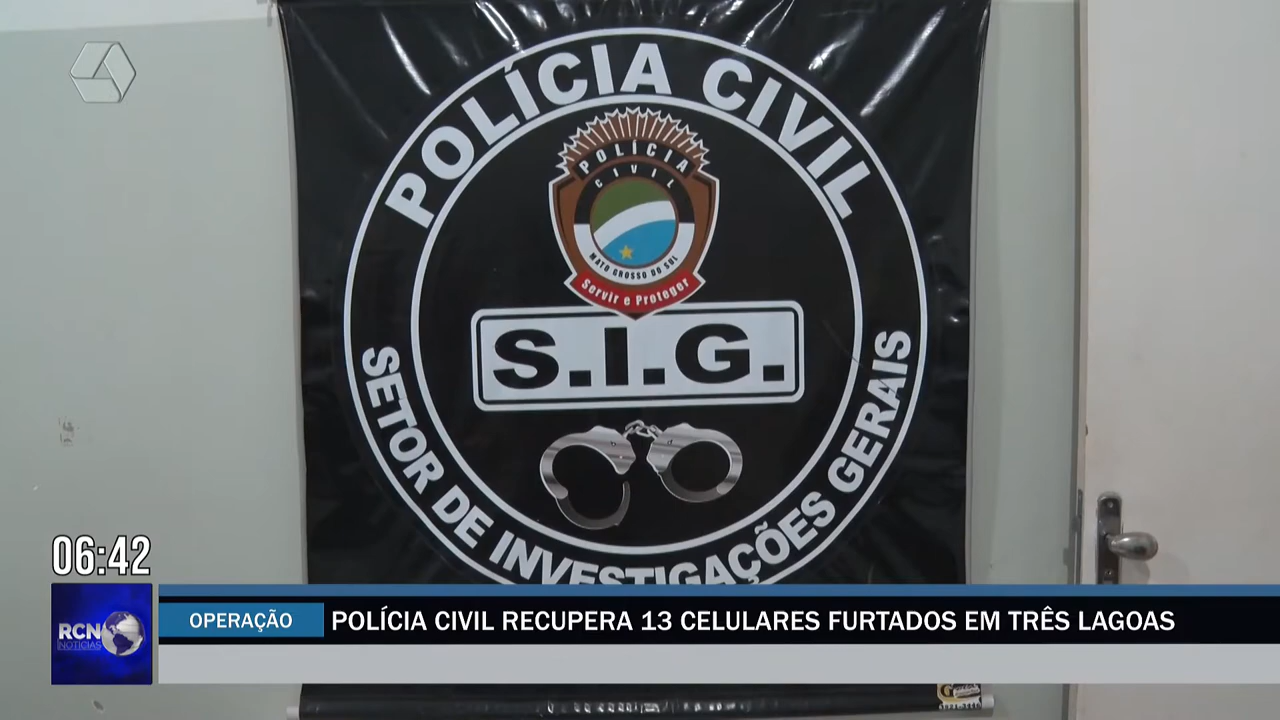 POLÍCIA CIVIL
POLÍCIA
CIVIL
MATO GROSSO DO SUL
Servir e Proteger
S.I.G.
SETOR DE INVESTIGAÇÕES GERAIS
06:42
RCN
NOTÍCIAS
OPERAÇÃO
POLÍCIA CIVIL RECUPERA 13 CELULARES FURTADOS EM TRÊS LAGOAS